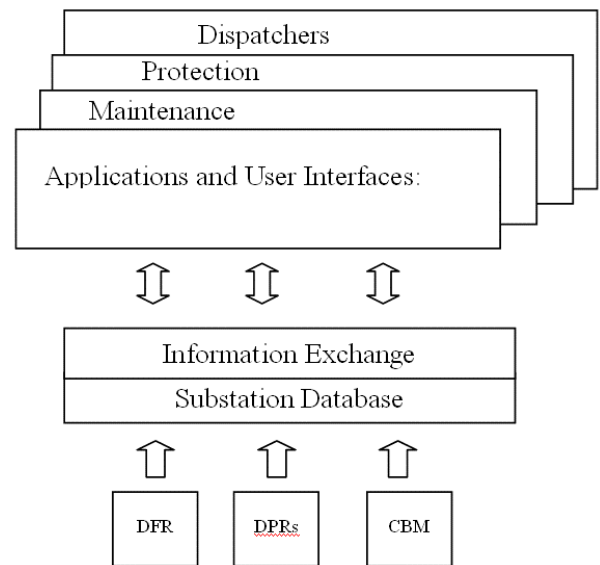 Dispatchers
Protection
Maintenance
Applications and User Interfaces:
Information Exchange
Substation Database
DFR
DPRs
CBM